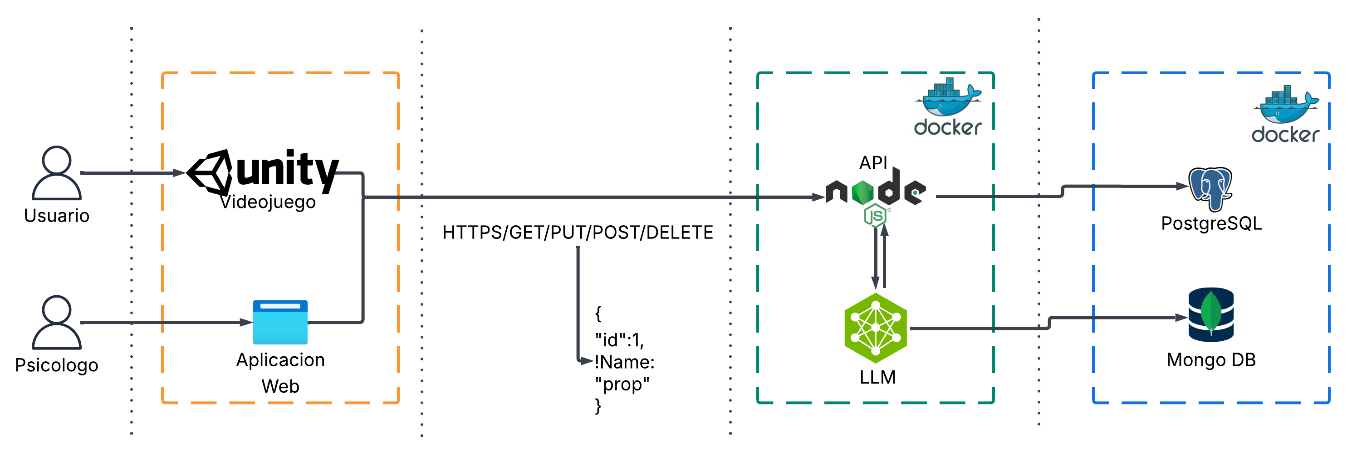 Usuario
Psicologo
unity
Videojuego
Aplicacion
Web
HTTPS/GET/PUT/POST/DELETE
{
"id":1,
!Name:
"prop"
}
docker
API
node
JS
LLM
docker
PostgreSQL
Mongo DB